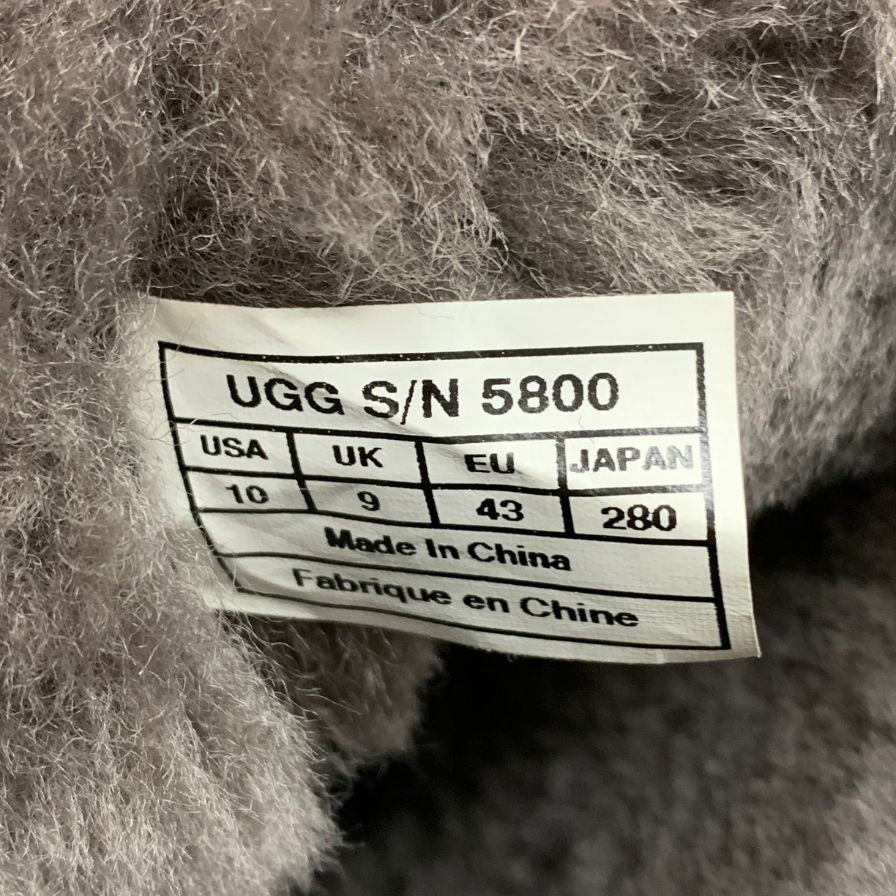 UGG S/N 5800
USA UK EU JAPAN
10 9 43 280
Made In China
Fabrique en Chine